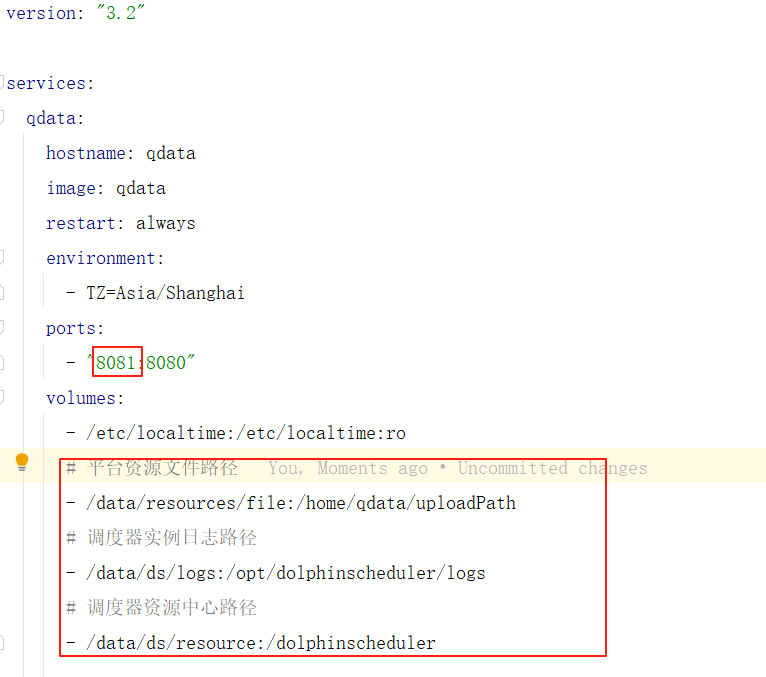 version: "3.2"
services:
qdata:
hostname: qdata
image: qdata
restart: always
environment:
- TZ=Asia/Shanghai
ports:
- "8081:8080"
volumes:
- /etc/localtime:/etc/localtime:ro
# 平台资源文件路径 You, Moments ago • Uncommitted changes
- /data/resources/file:/home/qdata/uploadPath
# 调度器实例日志路径
- /data/ds/logs:/opt/dolphinscheduler/logs
# 调度器资源中心路径
- /data/ds/resource:/dolphinscheduler